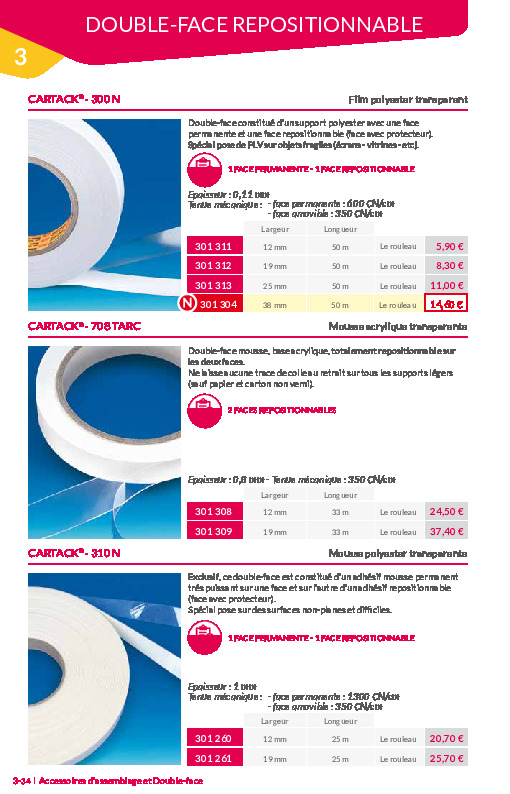 DOUBLE-FACE REPOSITIONNABLE
3
CARTACK® - 300 N Film polyester transparent
Double-face constitué d'un support polyester avec une face
permanente et une face repositionnable (face avec protecteur).
Spécial pose de PLV sur objets fragiles (écrans - vitrines - etc).
1 FACE PERMANENTE - 1 FACE REPOSITIONNABLE
Epaisseur : 0,11 mm
Tenue mécanique : - face permanente : 600 CN/cm
- face amovible : 350 CN/cm
Largeur Longueur
301 311 12 mm 50 m Le rouleau 5,90 €
301 312 19 mm 50 m Le rouleau 8,30 €
301 313 25 mm 50 m Le rouleau 11,00 €
N 301 304 38 mm 50 m Le rouleau 14,60 €
CARTACK® - 708 TARC Mousse acrylique transparente
Double-face mousse, base acrylique, totalement repositionnable sur
les deux faces.
Ne laisse aucune trace de colle au retrait sur tous les supports légers
(sauf papier et carton non verni).
2 FACES REPOSITIONNABLES
Epaisseur : 0,8 mm - Tenue mécanique : 350 CN/cm
Largeur Longueur
301 308 12 mm 33 m Le rouleau 24,50 €
301 309 19 mm 33 m Le rouleau 37,40 €
CARTACK® - 310 N Mousse polyester transparente
Exclusif, ce double-face est constitué d'un adhésif mousse permanent
très puissant sur une face et sur l'autre d'un adhésif repositionnable
(face avec protecteur).
Spécial pose sur des surfaces non-planes et difficiles.
1 FACE PERMANENTE - 1 FACE REPOSITIONNABLE
Epaisseur : 1 mm
Tenue mécanique : - face permanente : 1300 CN/cm
- face amovible : 350 CN/cm
Largeur Longueur
301 260 12 mm 25 m Le rouleau 20,70 €
301 261 19 mm 25 m Le rouleau 25,70 €
3-34 | Accessoires d'assemblage et Double-face